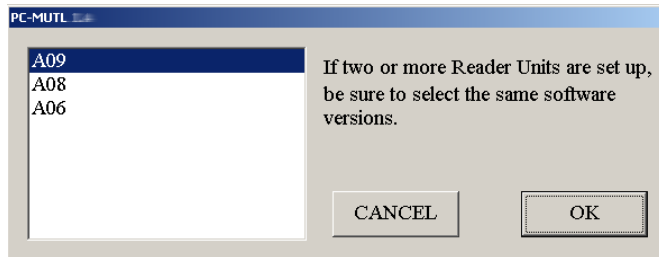 PC-MUTL
A09
A08
A06
If two or more Reader Units are set up,
be sure to select the same software
versions.
CANCEL
OK